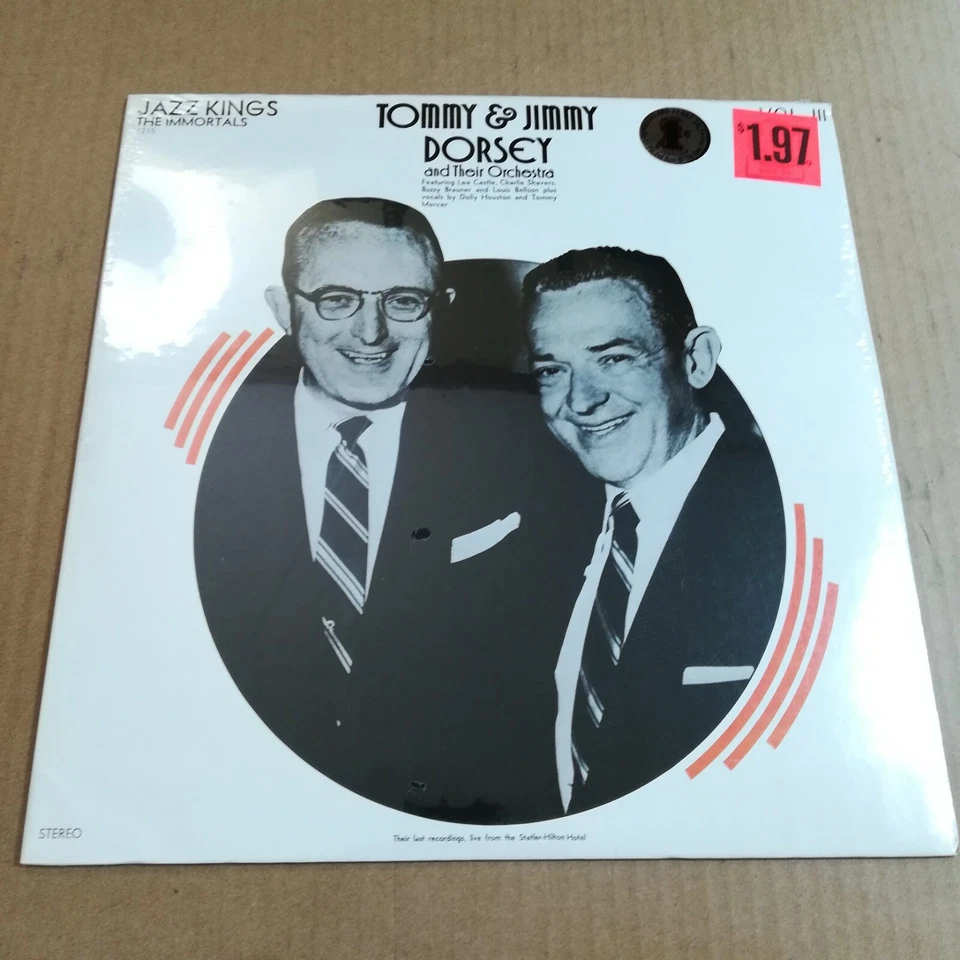 JAZZ KINGS
THE IMMORTALS
TOMMY & JIMMY
DORSEY
and Their Orchestra
Featuring Lee Castle, Charlie Shavers,
Bozzy Brauner and Louis Bellson plus
vocals by Dolly Houston and Tommy
Mercer
VOL. III
$1.97
STEREO
Their last recordings, live from the Statler-Hilton Hotel